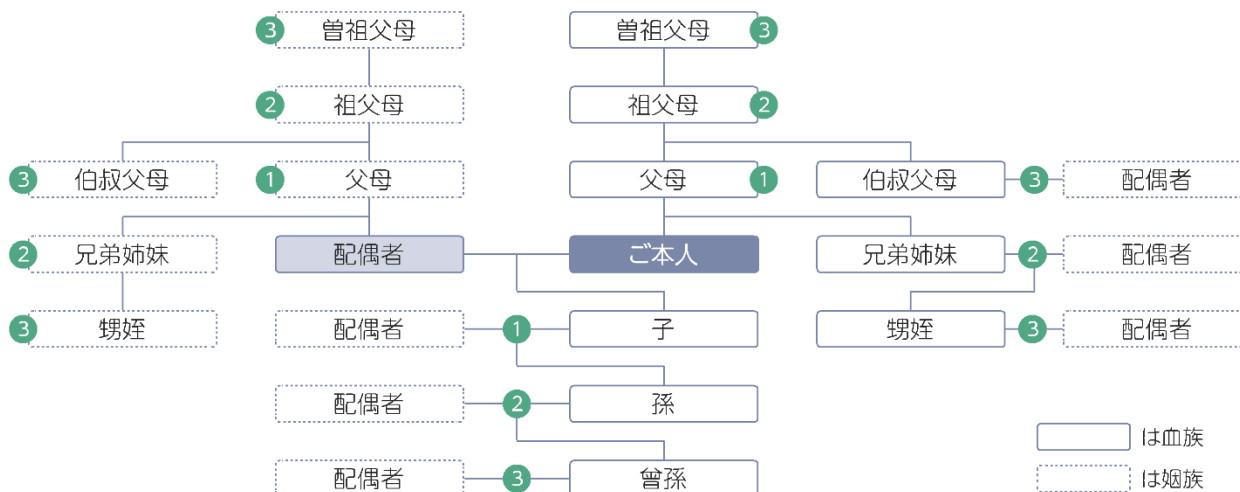 3 曽祖父母 曽祖父母 3
2 祖父母 祖父母 2
3 伯叔父母 1 父母 父母 1 伯叔父母 3 配偶者
2 兄弟姉妹 配偶者 ご本人 兄弟姉妹 2 配偶者
3 甥姪 配偶者 1 子 甥姪 3 配偶者
配偶者 2 孫
は血族
配偶者 3 曾孫
は姻族